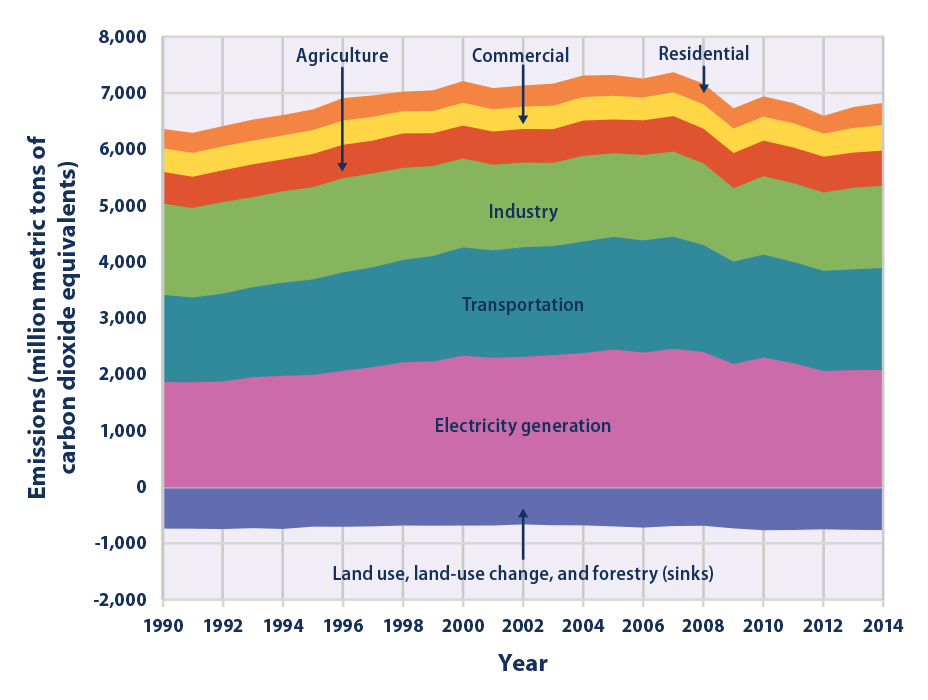 8,000
7,000
6,000
5,000
4,000
3,000
2,000
1,000
0
-1,000
-2,000
Emissions (million metric tons of
carbon dioxide equivalents)
Agriculture
Commercial
Residential
Industry
Transportation
Electricity generation
Land use, land-use change, and forestry (sinks)
1990 1992 1994 1996 1998 2000 2002 2004 2006 2008 2010 2012 2014
Year